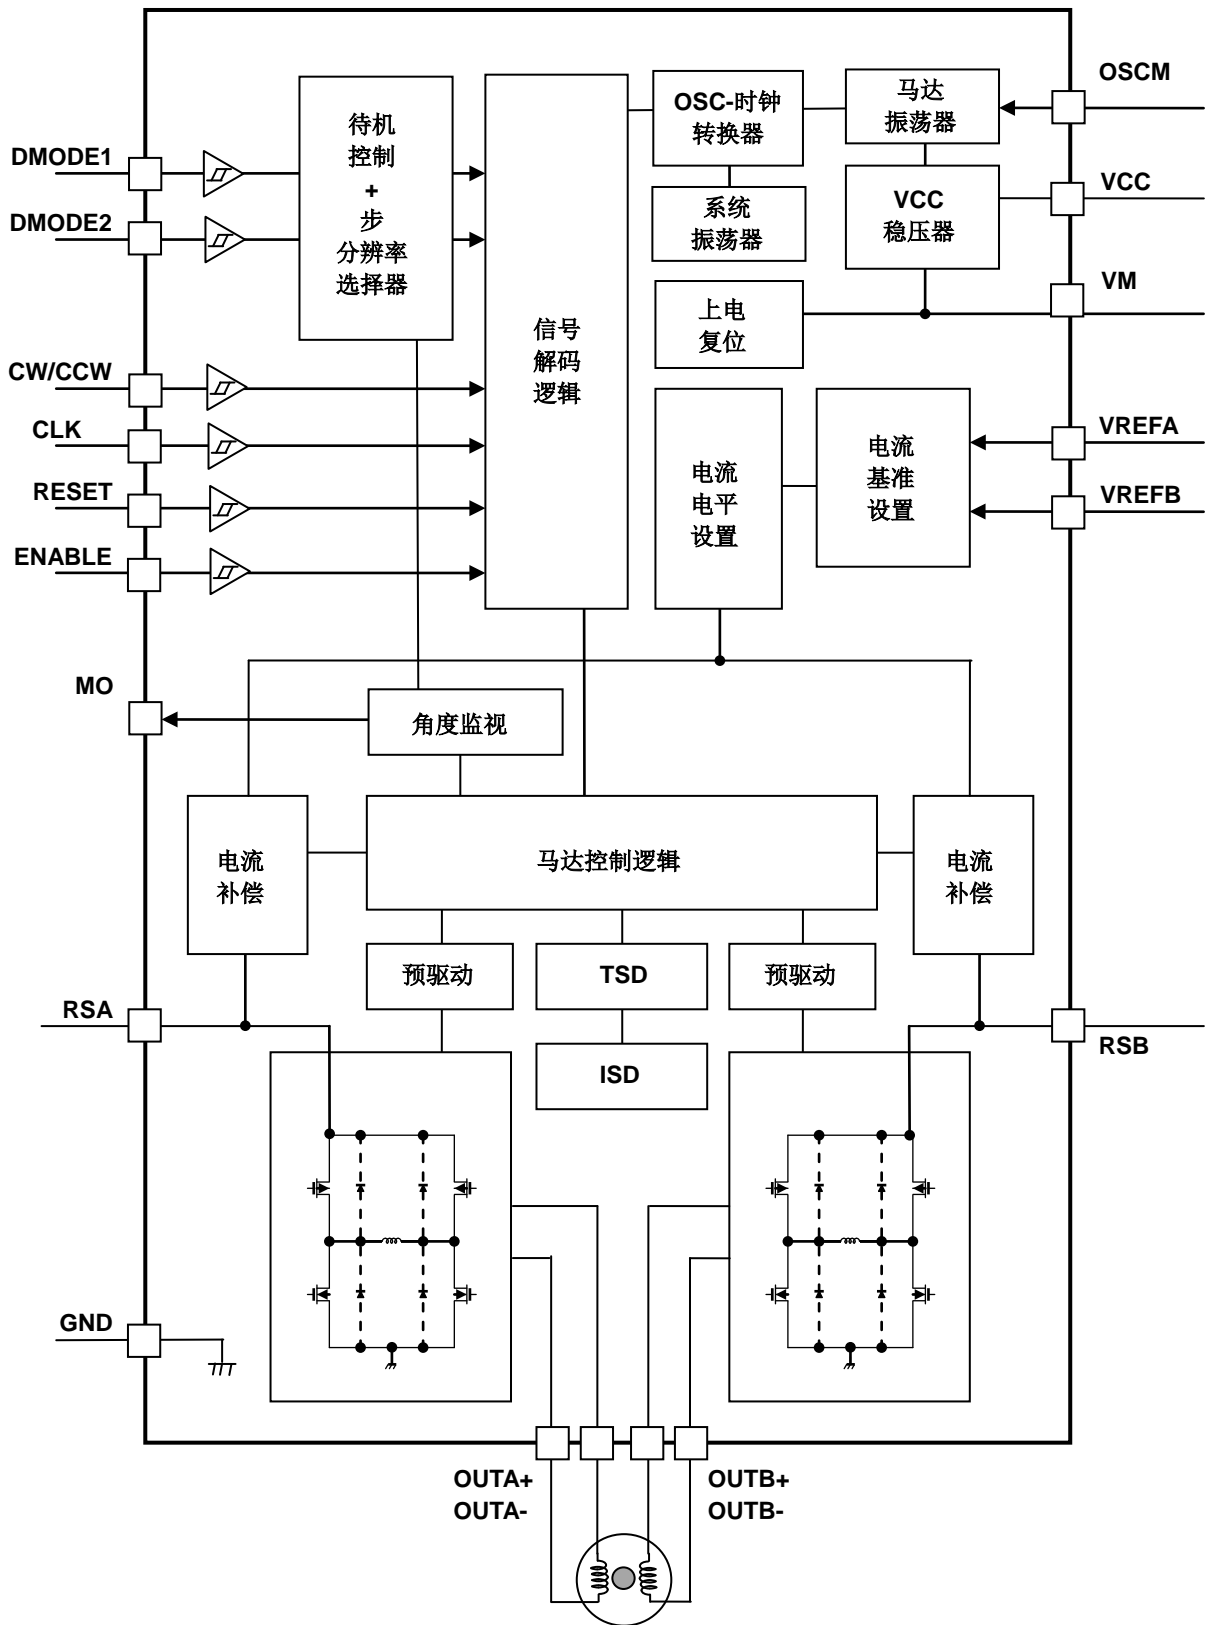 OSCM
马达
振荡器
OSC-时钟
转换器
待机
控制
+
步
分辨率
选择器
DMODE1
DMODE2
VCC
VCC
稳压器
系统
振荡器
VM
上电
复位
信号
解码
逻辑
CW/CCW
CLK
RESET
ENABLE
电流
电平
设置
电流
基准
设置
VREFA
VREFB
MO
角度监视
电流
补偿
马达控制逻辑
电流
补偿
预驱动
TSD
预驱动
RSA
ISD
RSB
GND
OUTA+
OUTA-
OUTB+
OUTB-